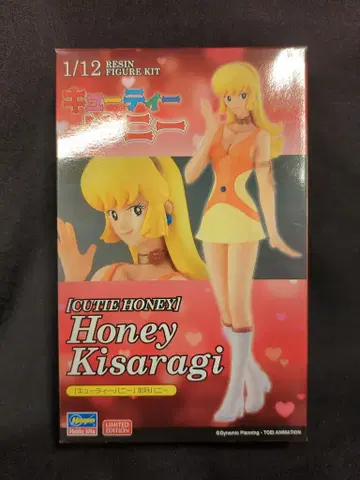 1/12 RESIN
FIGURE KIT
キューティー
ハニー
[CUTIE HONEY]
Honey
Kisaragi
「キューティーハニー」如月ハニー
Hasegawa
Hobby kits
LIMITED
EDITION
©Dynamic Planning・TOEI ANIMATION